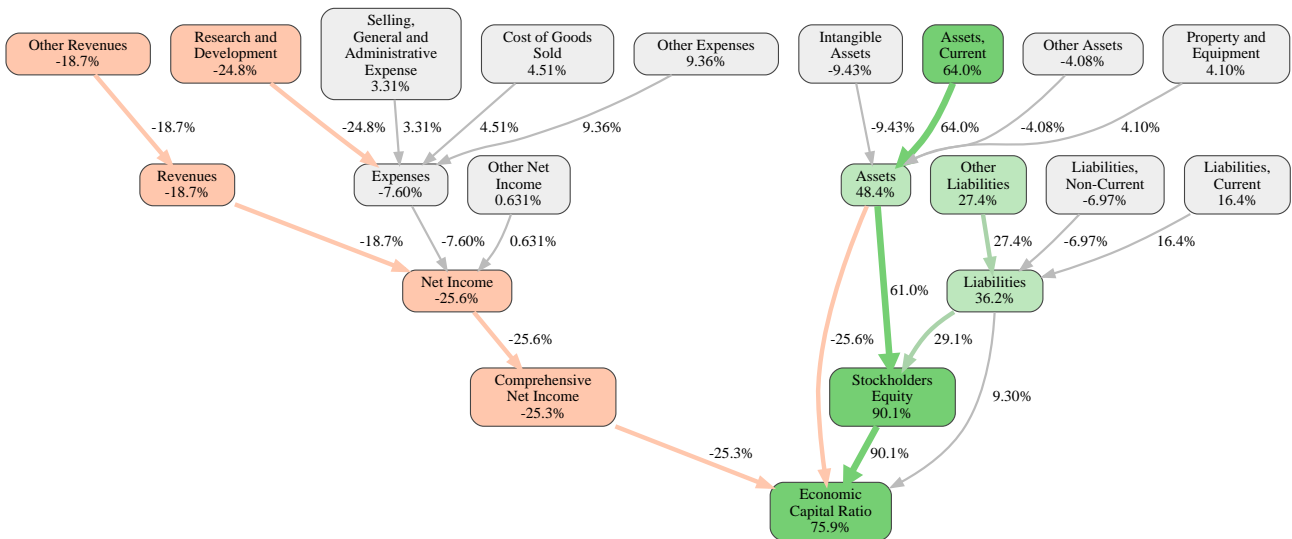 Other Revenues
-18.7%
Research and
Development
-24.8%
Selling,
General and
Administrative
Expense
3.31%
Cost of Goods
Sold
4.51%
Other Expenses
9.36%
Intangible
Assets
-9.43%
Assets,
Current
64.0%
Other Assets
-4.08%
Property and
Equipment
4.10%
-18.7%
-24.8%
3.31%
4.51%
9.36%
-9.43%
64.0%
-4.08%
4.10%
Revenues
-18.7%
Expenses
-7.60%
Other Net
Income
0.631%
Assets
48.4%
Other
Liabilities
27.4%
Liabilities,
Non-Current
-6.97%
Liabilities,
Current
16.4%
-18.7%
-7.60%
0.631%
27.4%
-6.97%
16.4%
Net Income
-25.6%
61.0%
Liabilities
36.2%
-25.6%
-25.6%
29.1%
Comprehensive
Net Income
-25.3%
Stockholders
Equity
90.1%
9.30%
-25.3%
90.1%
Economic
Capital Ratio
75.9%